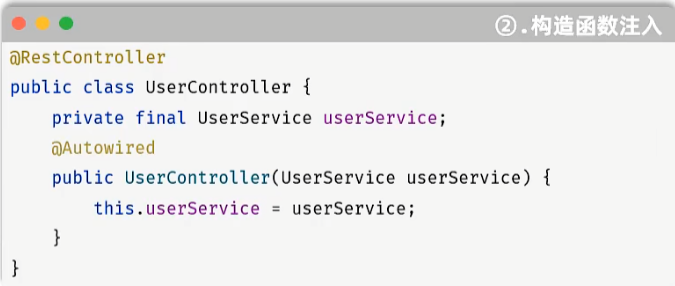 ②.构造函数注入
@RestController
public class UserController {
    private final UserService userService;
    @Autowired
    public UserController(UserService userService) {
        this.userService = userService;
    }
}